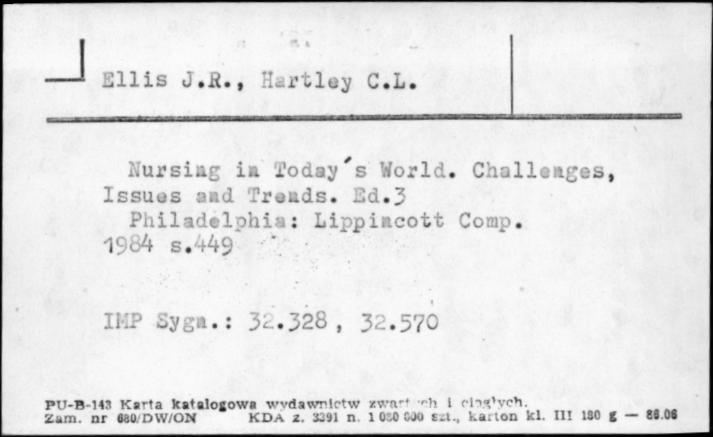 Ellis J.R., Hartley C.L.
Nursing in Today's World. Challenges,
Issues and Trends. Ed.3
Philadelphia: Lippincott Comp.
1984 s.449
IMP Sygn.: 32.328, 32.570
PU-B-143 Karta katalogowa wydawnictw zwartych i ciągłych.
Zam. nr 680/DW/ON KDA z. 3391 n. 1 080 000 szt., karton kl. III 180 g — 86.06